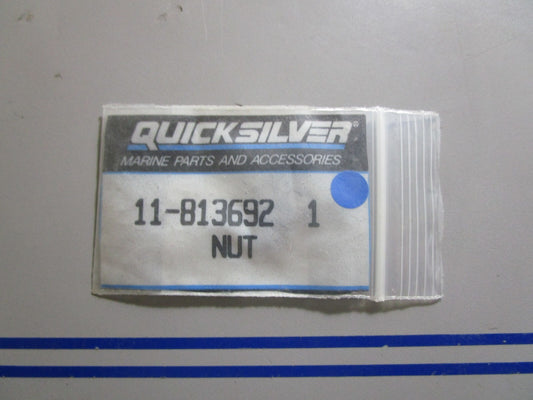 QUICKSILVER®
MARINE PARTS AND ACCESSORIES
11-813692 1
NUT